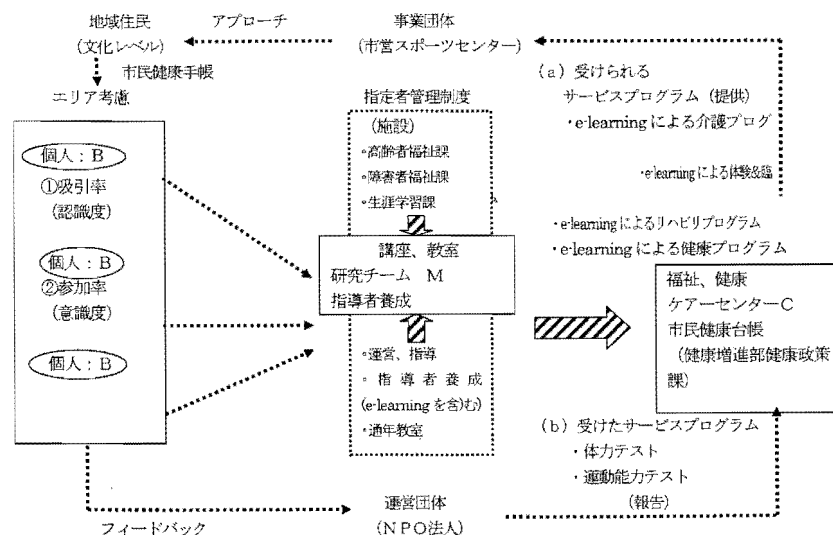 地域住民
(文化レベル)
アプローチ
事業団体
(市営スポーツセンター)
市民健康手帳
エリア考慮
個人：B
①吸引率
(認識度)
個人：B
②参加率
(意識度)
個人：B
指定者管理制度
(施設)
・高齢者福祉課
・障害者福祉課
・生涯学習課
講座、教室
研究チーム M
指導者養成
・運営、指導
・指導者養成
(e-learningを含む)
・通年教室
(a) 受けられる
サービスプログラム (提供)
・e-learningによる介護プログ
・e-learningによる体験&臨
・e-learningによるリハビリプログラム
・e-learningによる健康プログラム
福祉、健康
ケアーセンターC
市民健康台帳
(健康増進部健康政策
課)
(b) 受けたサービスプログラム
・体力テスト
・運動能力テスト
(報告)
フィードバック
運営団体
(NPO法人)